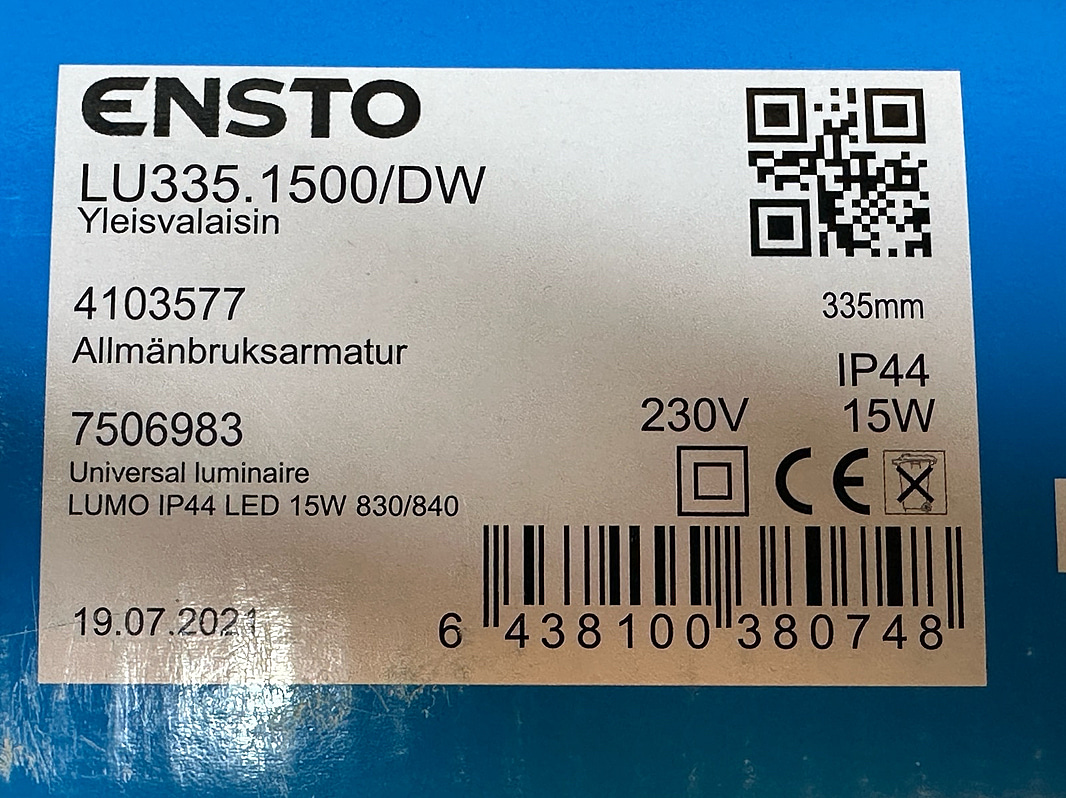 ENSTO
LU335.1500/DW
Yleisvalaisin
4103577
335mm
Allmänbruksarmatur
IP44
230V 15W
7506983
Universal luminaire
LUMO IP44 LED 15W 830/840
CE
19.07.2021
6 438100 380748